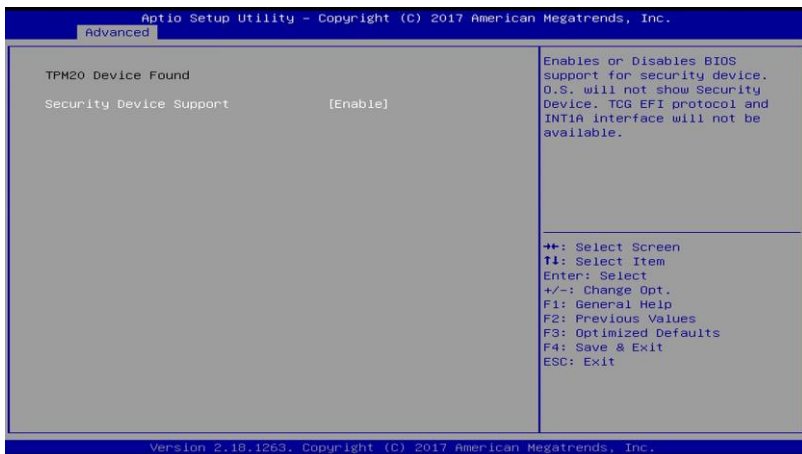 Aptio Setup Utility – Copyright (C) 2017 American Megatrends, Inc.
Advanced
TPM20 Device Found
Security Device Support [Enable]
Enables or Disables BIOS
support for security device.
O.S. will not show Security
Device. TCG EFI protocol and
INT1A interface will not be
available.
→←: Select Screen
↑↓: Select Item
Enter: Select
+/-: Change Opt.
F1: General Help
F2: Previous Values
F3: Optimized Defaults
F4: Save & Exit
ESC: Exit
Version 2.18.1263. Copyright (C) 2017 American Megatrends, Inc.